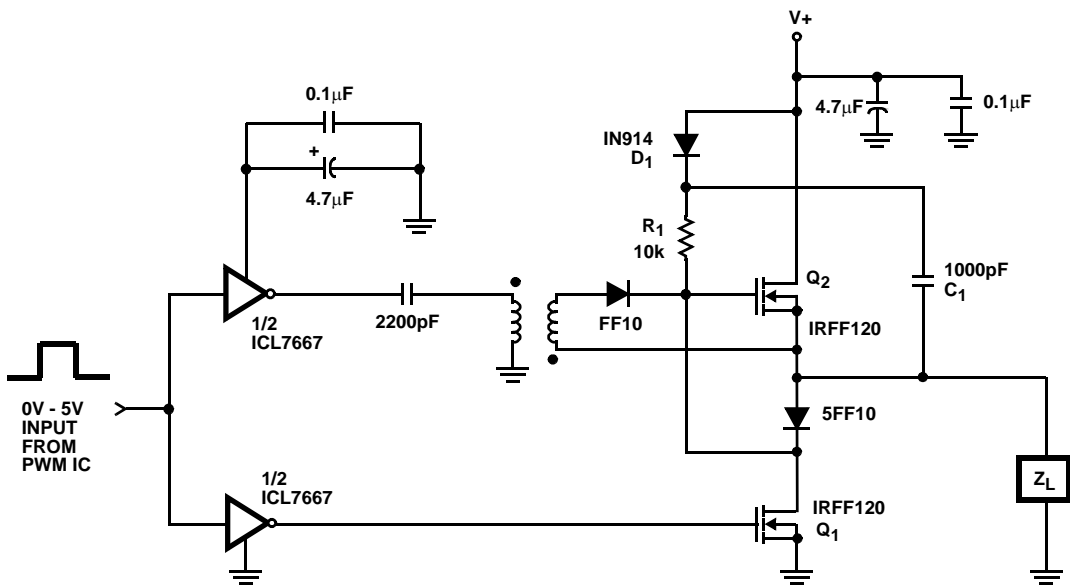 V+
0.1µF
+
4.7µF
4.7µF
0.1µF
IN914
D1
R1
10k
1/2
ICL7667
2200pF
FF10
Q2
IRFF120
1000pF
C1
0V - 5V
INPUT
FROM
PWM IC
5FF10
1/2
ICL7667
IRFF120
Q1
ZL